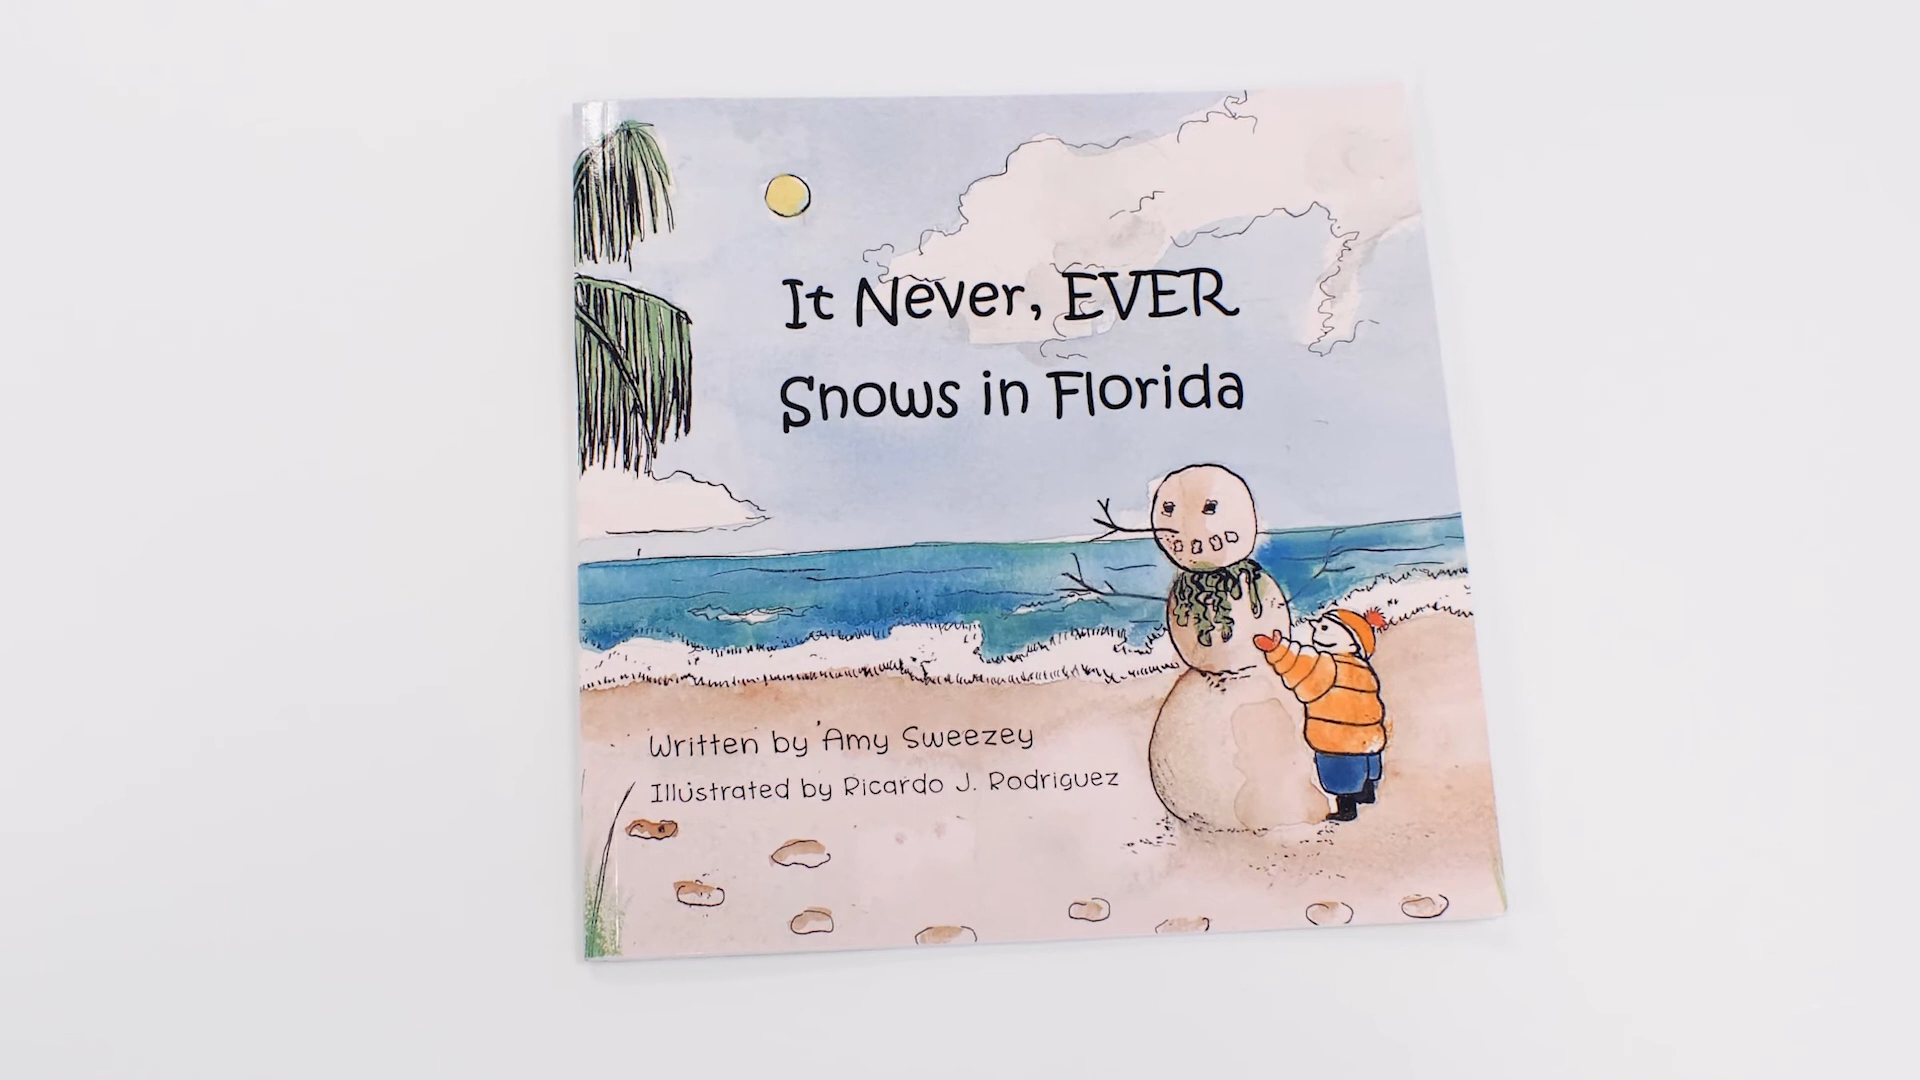 It Never, EVER
Snows in Florida
Written by Amy Sweezey
Illustrated by Ricardo J. Rodriguez